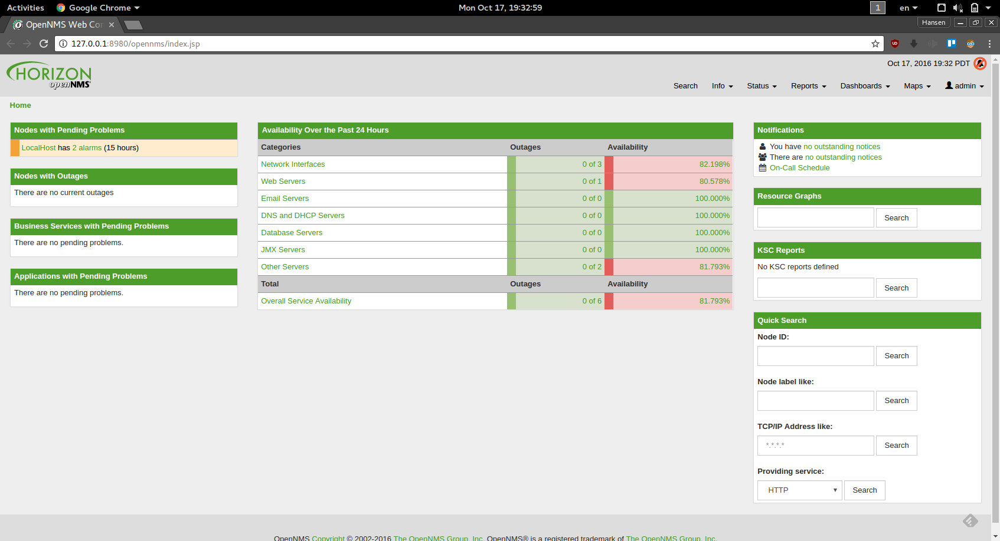 Activities Google Chrome Mon Oct 17, 19:32:59 1 en
OpenNMS Web Con Hansen
127.0.0.1:8980/opennms/index.jsp
HORIZON
openNMS
Oct 17, 2016 19:32 PDT
Search Info Status Reports Dashboards Maps admin
Home
Nodes with Pending Problems
LocalHost has 2 alarms (15 hours)
Nodes with Outages
There are no current outages
Business Services with Pending Problems
There are no pending problems.
Applications with Pending Problems
There are no pending problems.
Availability Over the Past 24 Hours
Categories Outages Availability
Network Interfaces 0 of 3 82.198%
Web Servers 0 of 1 80.578%
Email Servers 0 of 0 100.000%
DNS and DHCP Servers 0 of 0 100.000%
Database Servers 0 of 0 100.000%
JMX Servers 0 of 0 100.000%
Other Servers 0 of 2 81.793%
Total Outages Availability
Overall Service Availability 0 of 6 81.793%
Notifications
You have no outstanding notices
There are no outstanding notices
On-Call Schedule
Resource Graphs
Search
KSC Reports
No KSC reports defined
Search
Quick Search
Node ID:
Search
Node label like:
Search
TCP/IP Address like:
*.*.*.* Search
Providing service:
HTTP Search
OpenNMS Copyright © 2002-2016 The OpenNMS Group, Inc. OpenNMS® is a registered trademark of The OpenNMS Group, Inc.